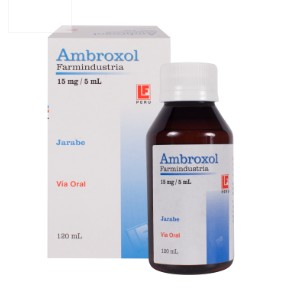 Ambroxol
Farmindustria
15 mg / 5 mL
PERU
Jarabe
Vía Oral
120 mL
Ambroxol
Farmindustria
15 mg / 5 mL
Jarabe
Vía Oral
120 mL